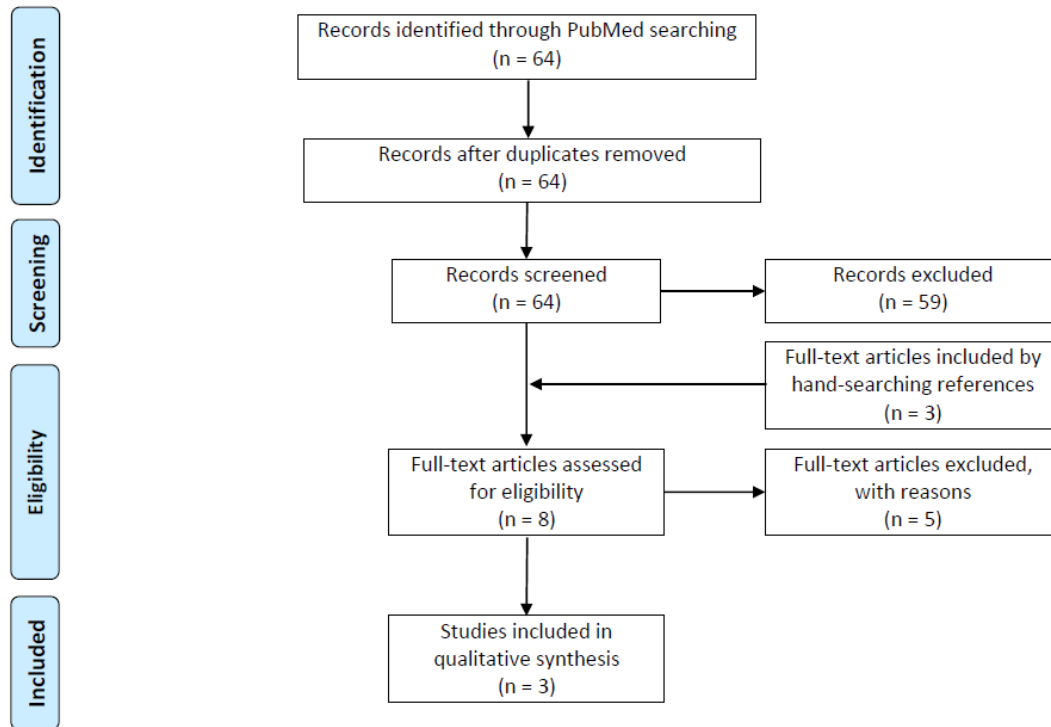 Identification
Records identified through PubMed searching
(n = 64)
Records after duplicates removed
(n = 64)
Screening
Records screened
(n = 64)
Records excluded
(n = 59)
Full-text articles included by
hand-searching references
(n = 3)
Eligibility
Full-text articles assessed
for eligibility
(n = 8)
Full-text articles excluded,
with reasons
(n = 5)
Included
Studies included in
qualitative synthesis
(n = 3)